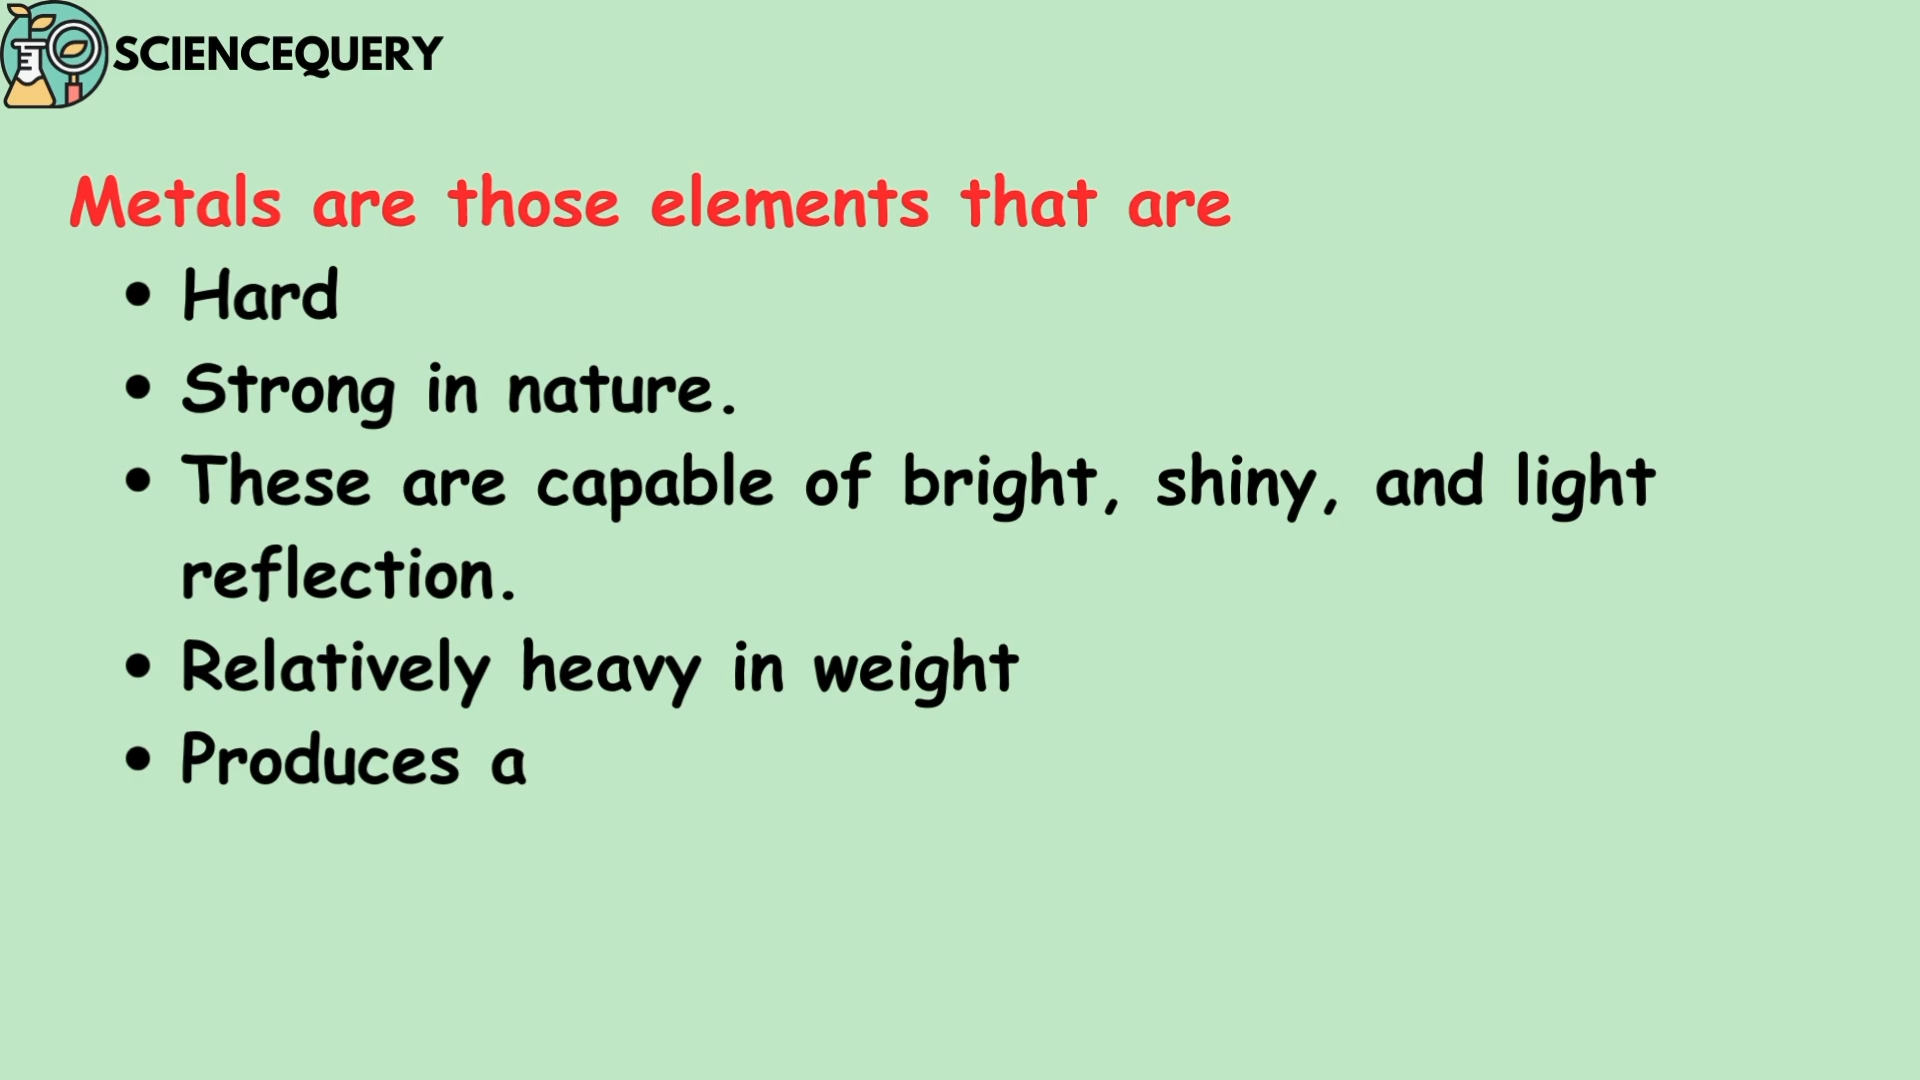 SCIENCEQUERY
Metals are those elements that are
• Hard
• Strong in nature.
• These are capable of bright, shiny, and light
reflection.
• Relatively heavy in weight
• Produces a